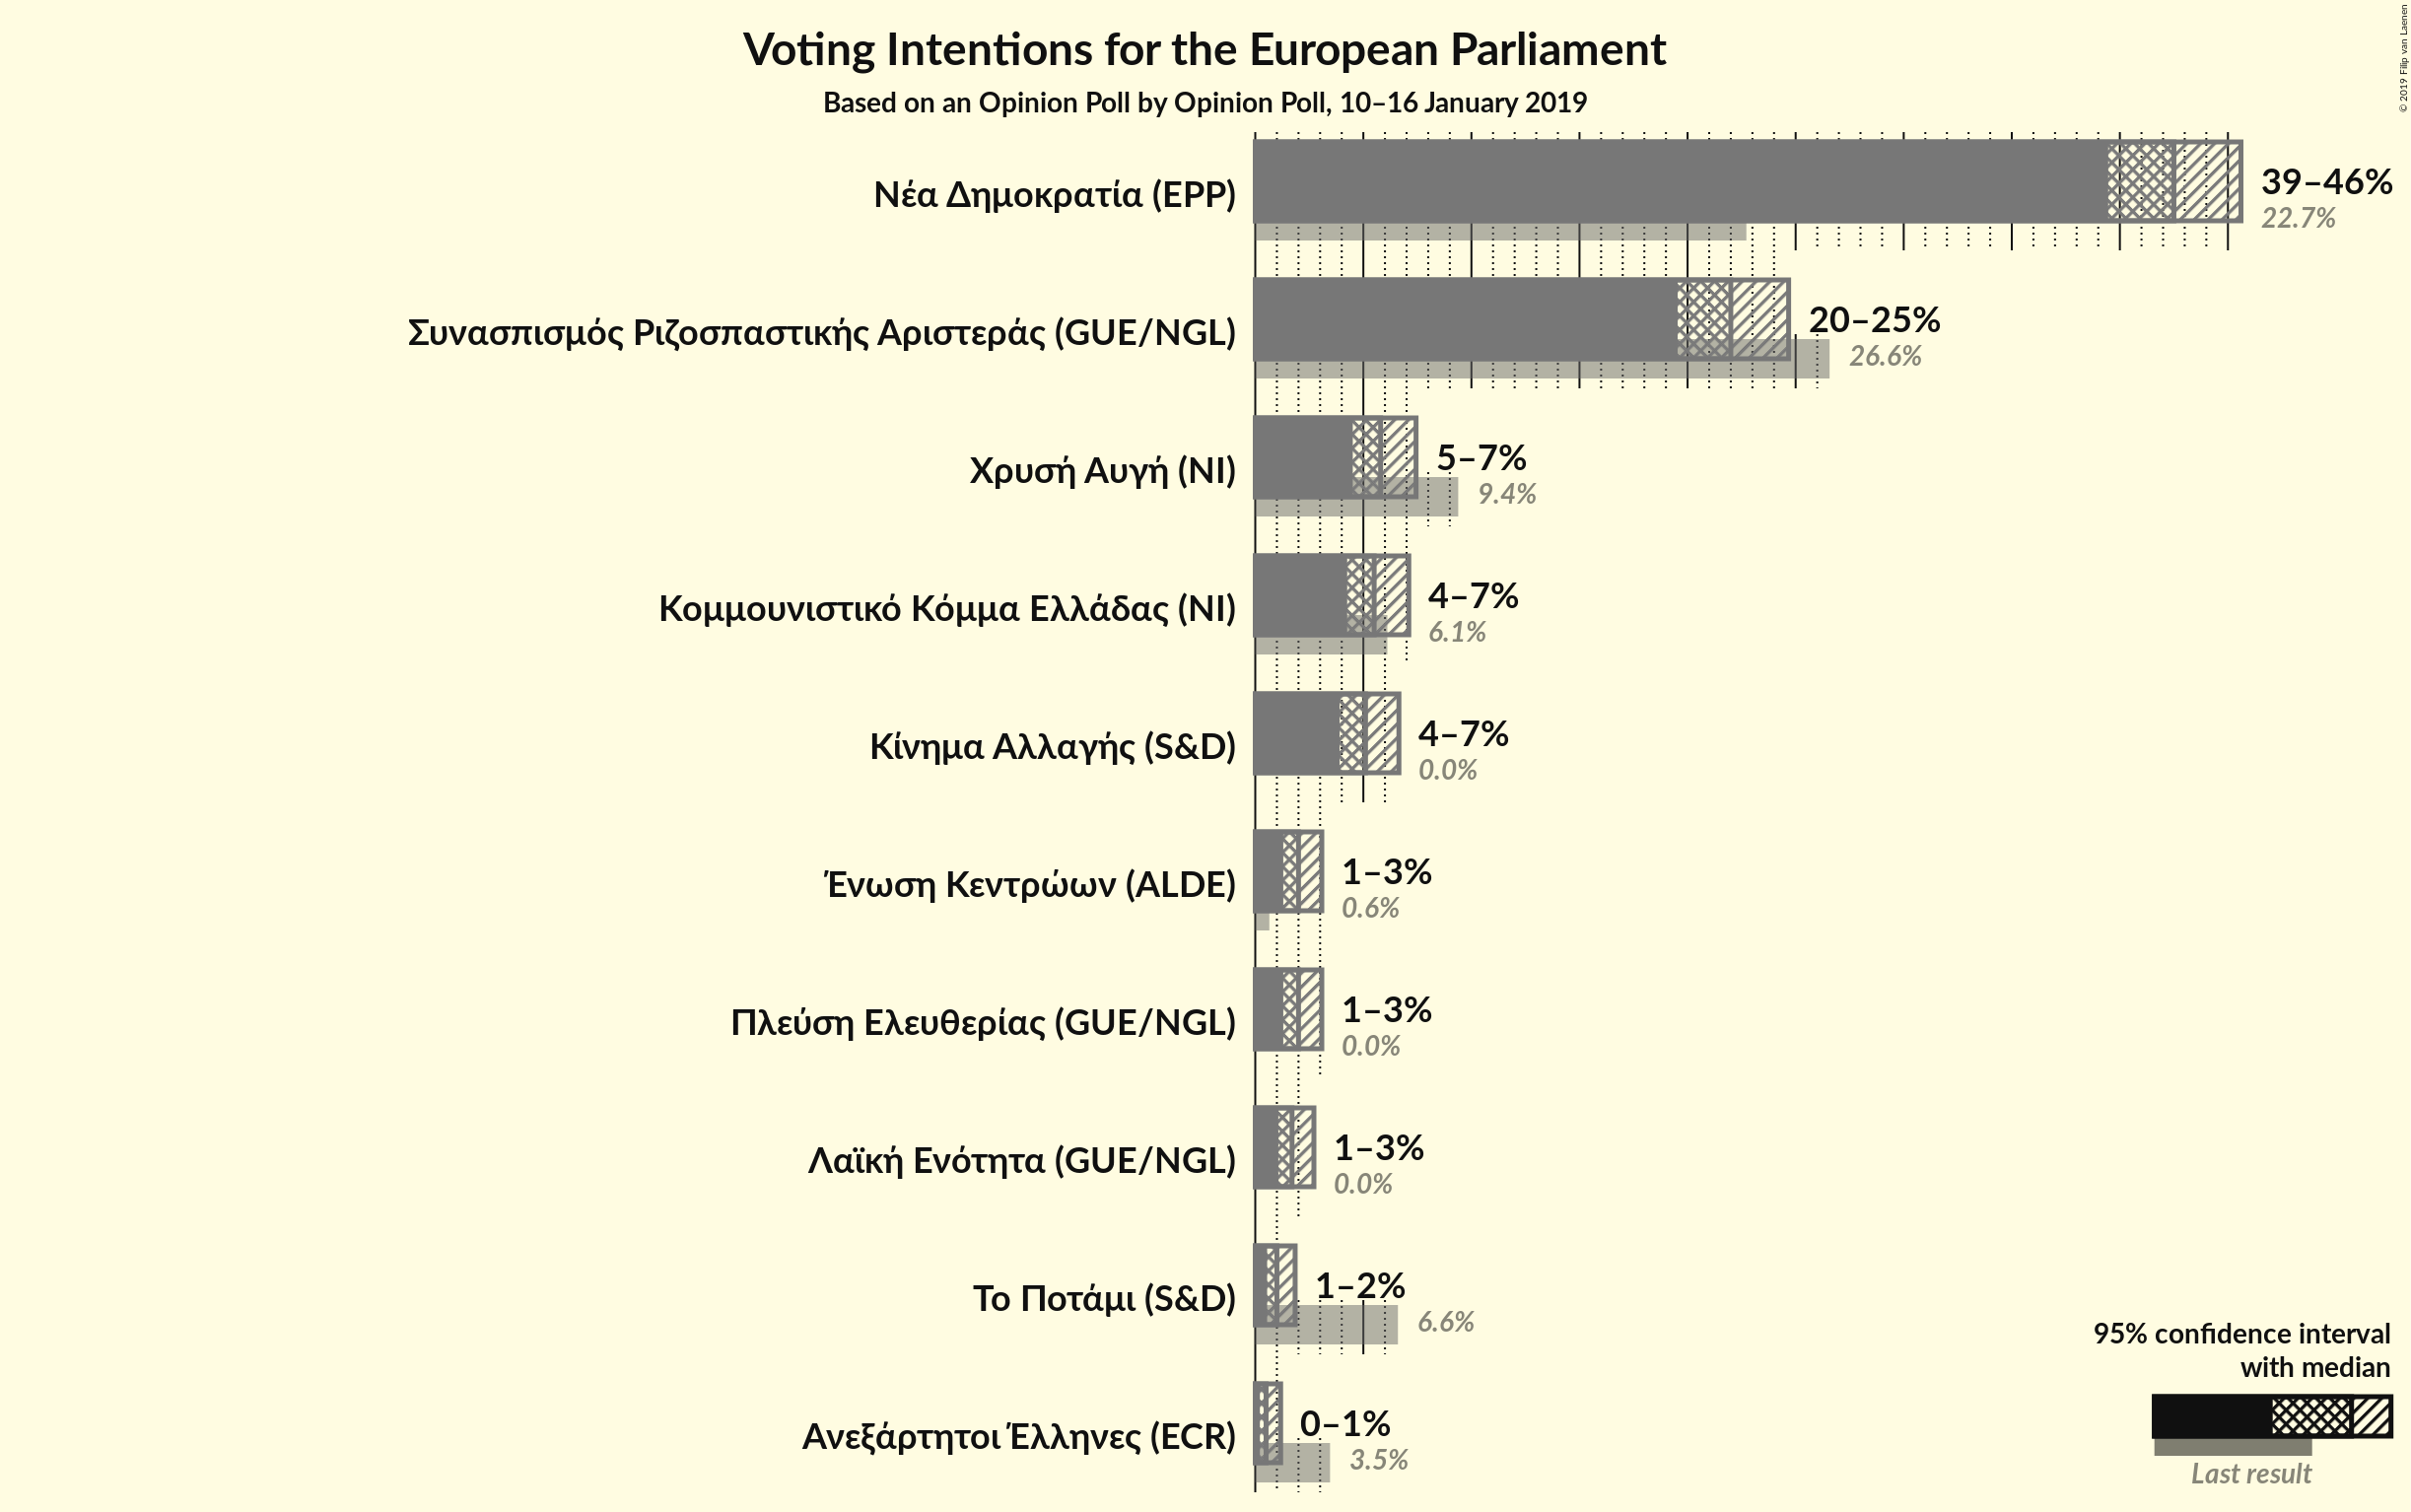 Voting Intentions for the European Parliament
Based on an Opinion Poll by Opinion Poll, 10–16 January 2019
© 2019 Filip van Laenen
Νέα Δημοκρατία (EPP)
39–46%
22.7%
Συνασπισμός Ριζοσπαστικής Αριστεράς (GUE/NGL)
20–25%
26.6%
Χρυσή Αυγή (NI)
5–7%
9.4%
Κομμουνιστικό Κόμμα Ελλάδας (NI)
4–7%
6.1%
Κίνημα Αλλαγής (S&D)
4–7%
0.0%
Ένωση Κεντρώων (ALDE)
1–3%
0.6%
Πλεύση Ελευθερίας (GUE/NGL)
1–3%
0.0%
Λαϊκή Ενότητα (GUE/NGL)
1–3%
0.0%
Το Ποτάμι (S&D)
1–2%
6.6%
Ανεξάρτητοι Έλληνες (ECR)
0–1%
3.5%
95% confidence interval
with median
Last result